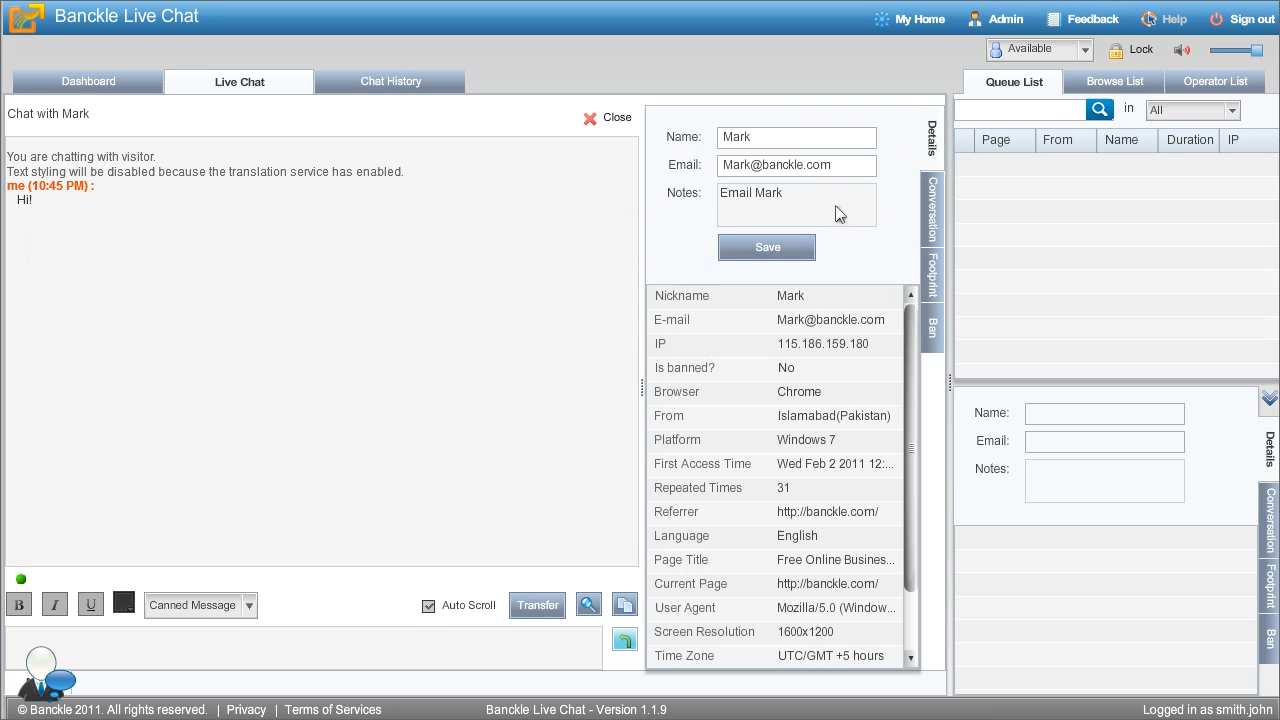 Banckle Live Chat
My Home
Admin
Feedback
Help
Sign out
Available
Lock
Dashboard
Live Chat
Chat History
Queue List
Browse List
Operator List
in
All
Page
From
Name
Duration
IP
Chat with Mark
Close
You are chatting with visitor.
Text styling will be disabled because the translation service has enabled.
me (10:45 PM) :
Hi!
Name: Mark
Email: Mark@banckle.com
Notes: Email Mark
Save
Details
Conversation
Footprint
Ban
Nickname Mark
E-mail Mark@banckle.com
IP 115.186.159.180
Is banned? No
Browser Chrome
From Islamabad(Pakistan)
Platform Windows 7
First Access Time Wed Feb 2 2011 12:...
Repeated Times 31
Referrer http://banckle.com/
Language English
Page Title Free Online Busines...
Current Page http://banckle.com/
User Agent Mozilla/5.0 (Window...
Screen Resolution 1600x1200
Time Zone UTC/GMT +5 hours
Name:
Email:
Notes:
Details
Conversation
Footprint
Ban
B
I
U
Canned Message
Auto Scroll
Transfer
© Banckle 2011. All rights reserved. | Privacy | Terms of Services
Banckle Live Chat - Version 1.1.9
Logged in as smith.john